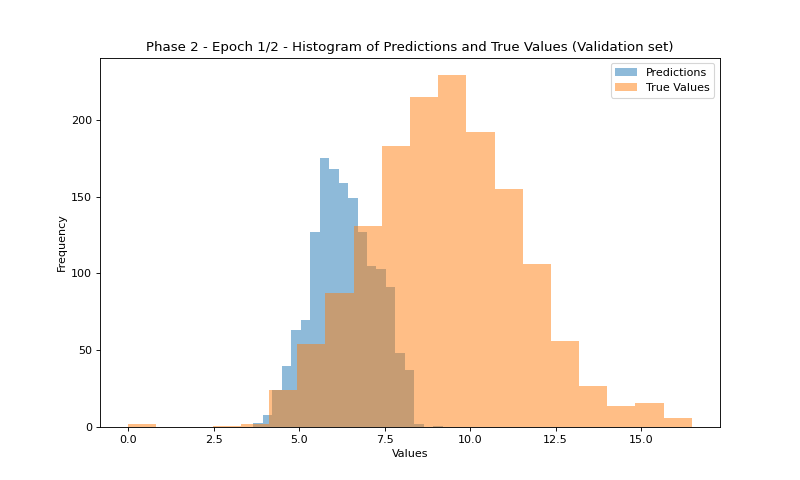 Phase 2 - Epoch 1/2 - Histogram of Predictions and True Values (Validation set)
Predictions
True Values
200
150
100
50
0
Frequency
0.0 2.5 5.0 7.5 10.0 12.5 15.0
Values